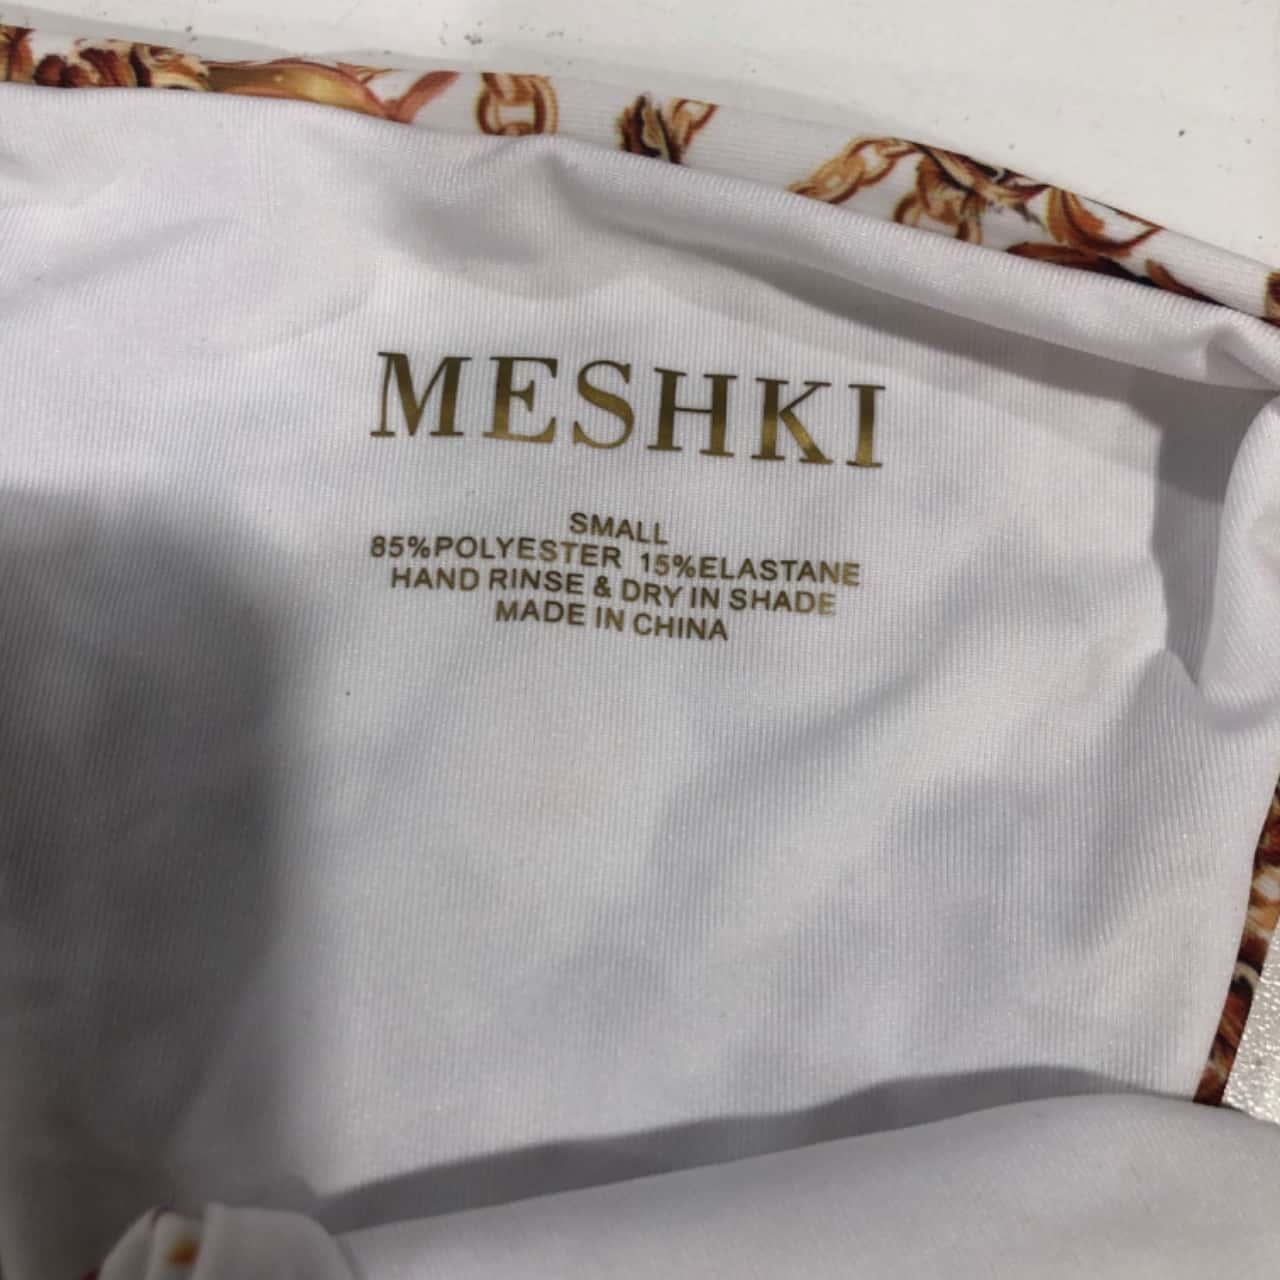 MESHKI
SMALL
85%POLYESTER 15%ELASTANE
HAND RINSE & DRY IN SHADE
MADE IN CHINA